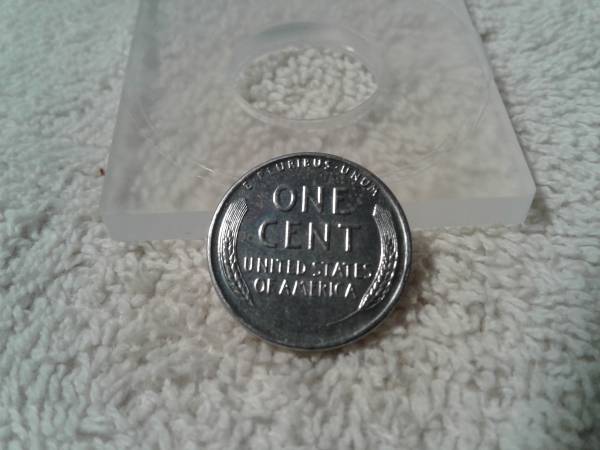 E·PLURIBUS·UNUM
ONE
CENT
UNITED STATES
OF AMERICA